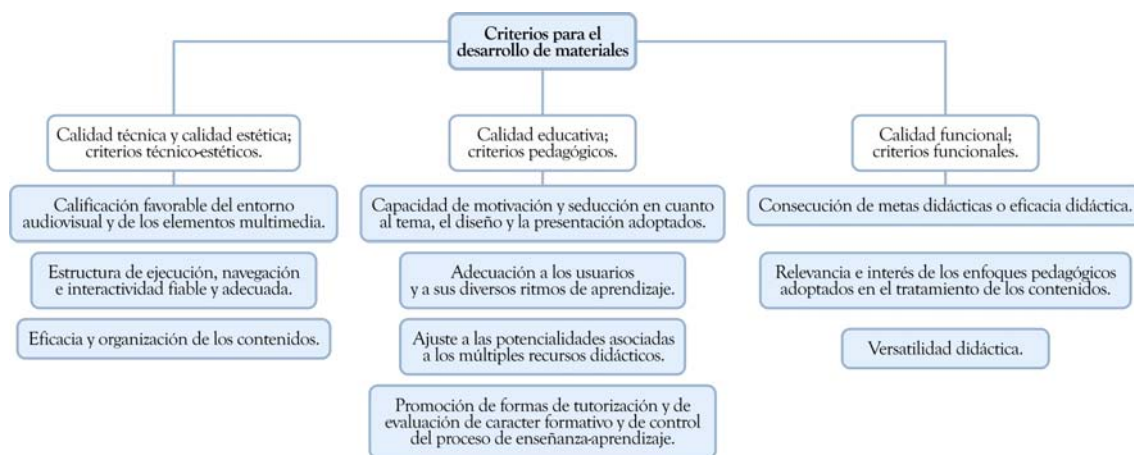 Criterios para el
desarrollo de materiales
Calidad técnica y calidad estética;
criterios técnico-estéticos.
Calificación favorable del entorno
audiovisual y de los elementos multimedia.
Estructura de ejecución, navegación
e interactividad fiable y adecuada.
Eficacia y organización de los contenidos.
Calidad educativa;
criterios pedagógicos.
Capacidad de motivación y seducción en cuanto
al tema, el diseño y la presentación adoptados.
Adecuación a los usuarios
y a sus diversos ritmos de aprendizaje.
Ajuste a las potencialidades asociadas
a los múltiples recursos didácticos.
Promoción de formas de tutorización y de
evaluación de caracter formativo y de control
del proceso de enseñanza-aprendizaje.
Calidad funcional;
criterios funcionales.
Consecución de metas didácticas o eficacia didáctica.
Relevancia e interés de los enfoques pedagógicos
adoptados en el tratamiento de los contenidos.
Versatilidad didáctica.